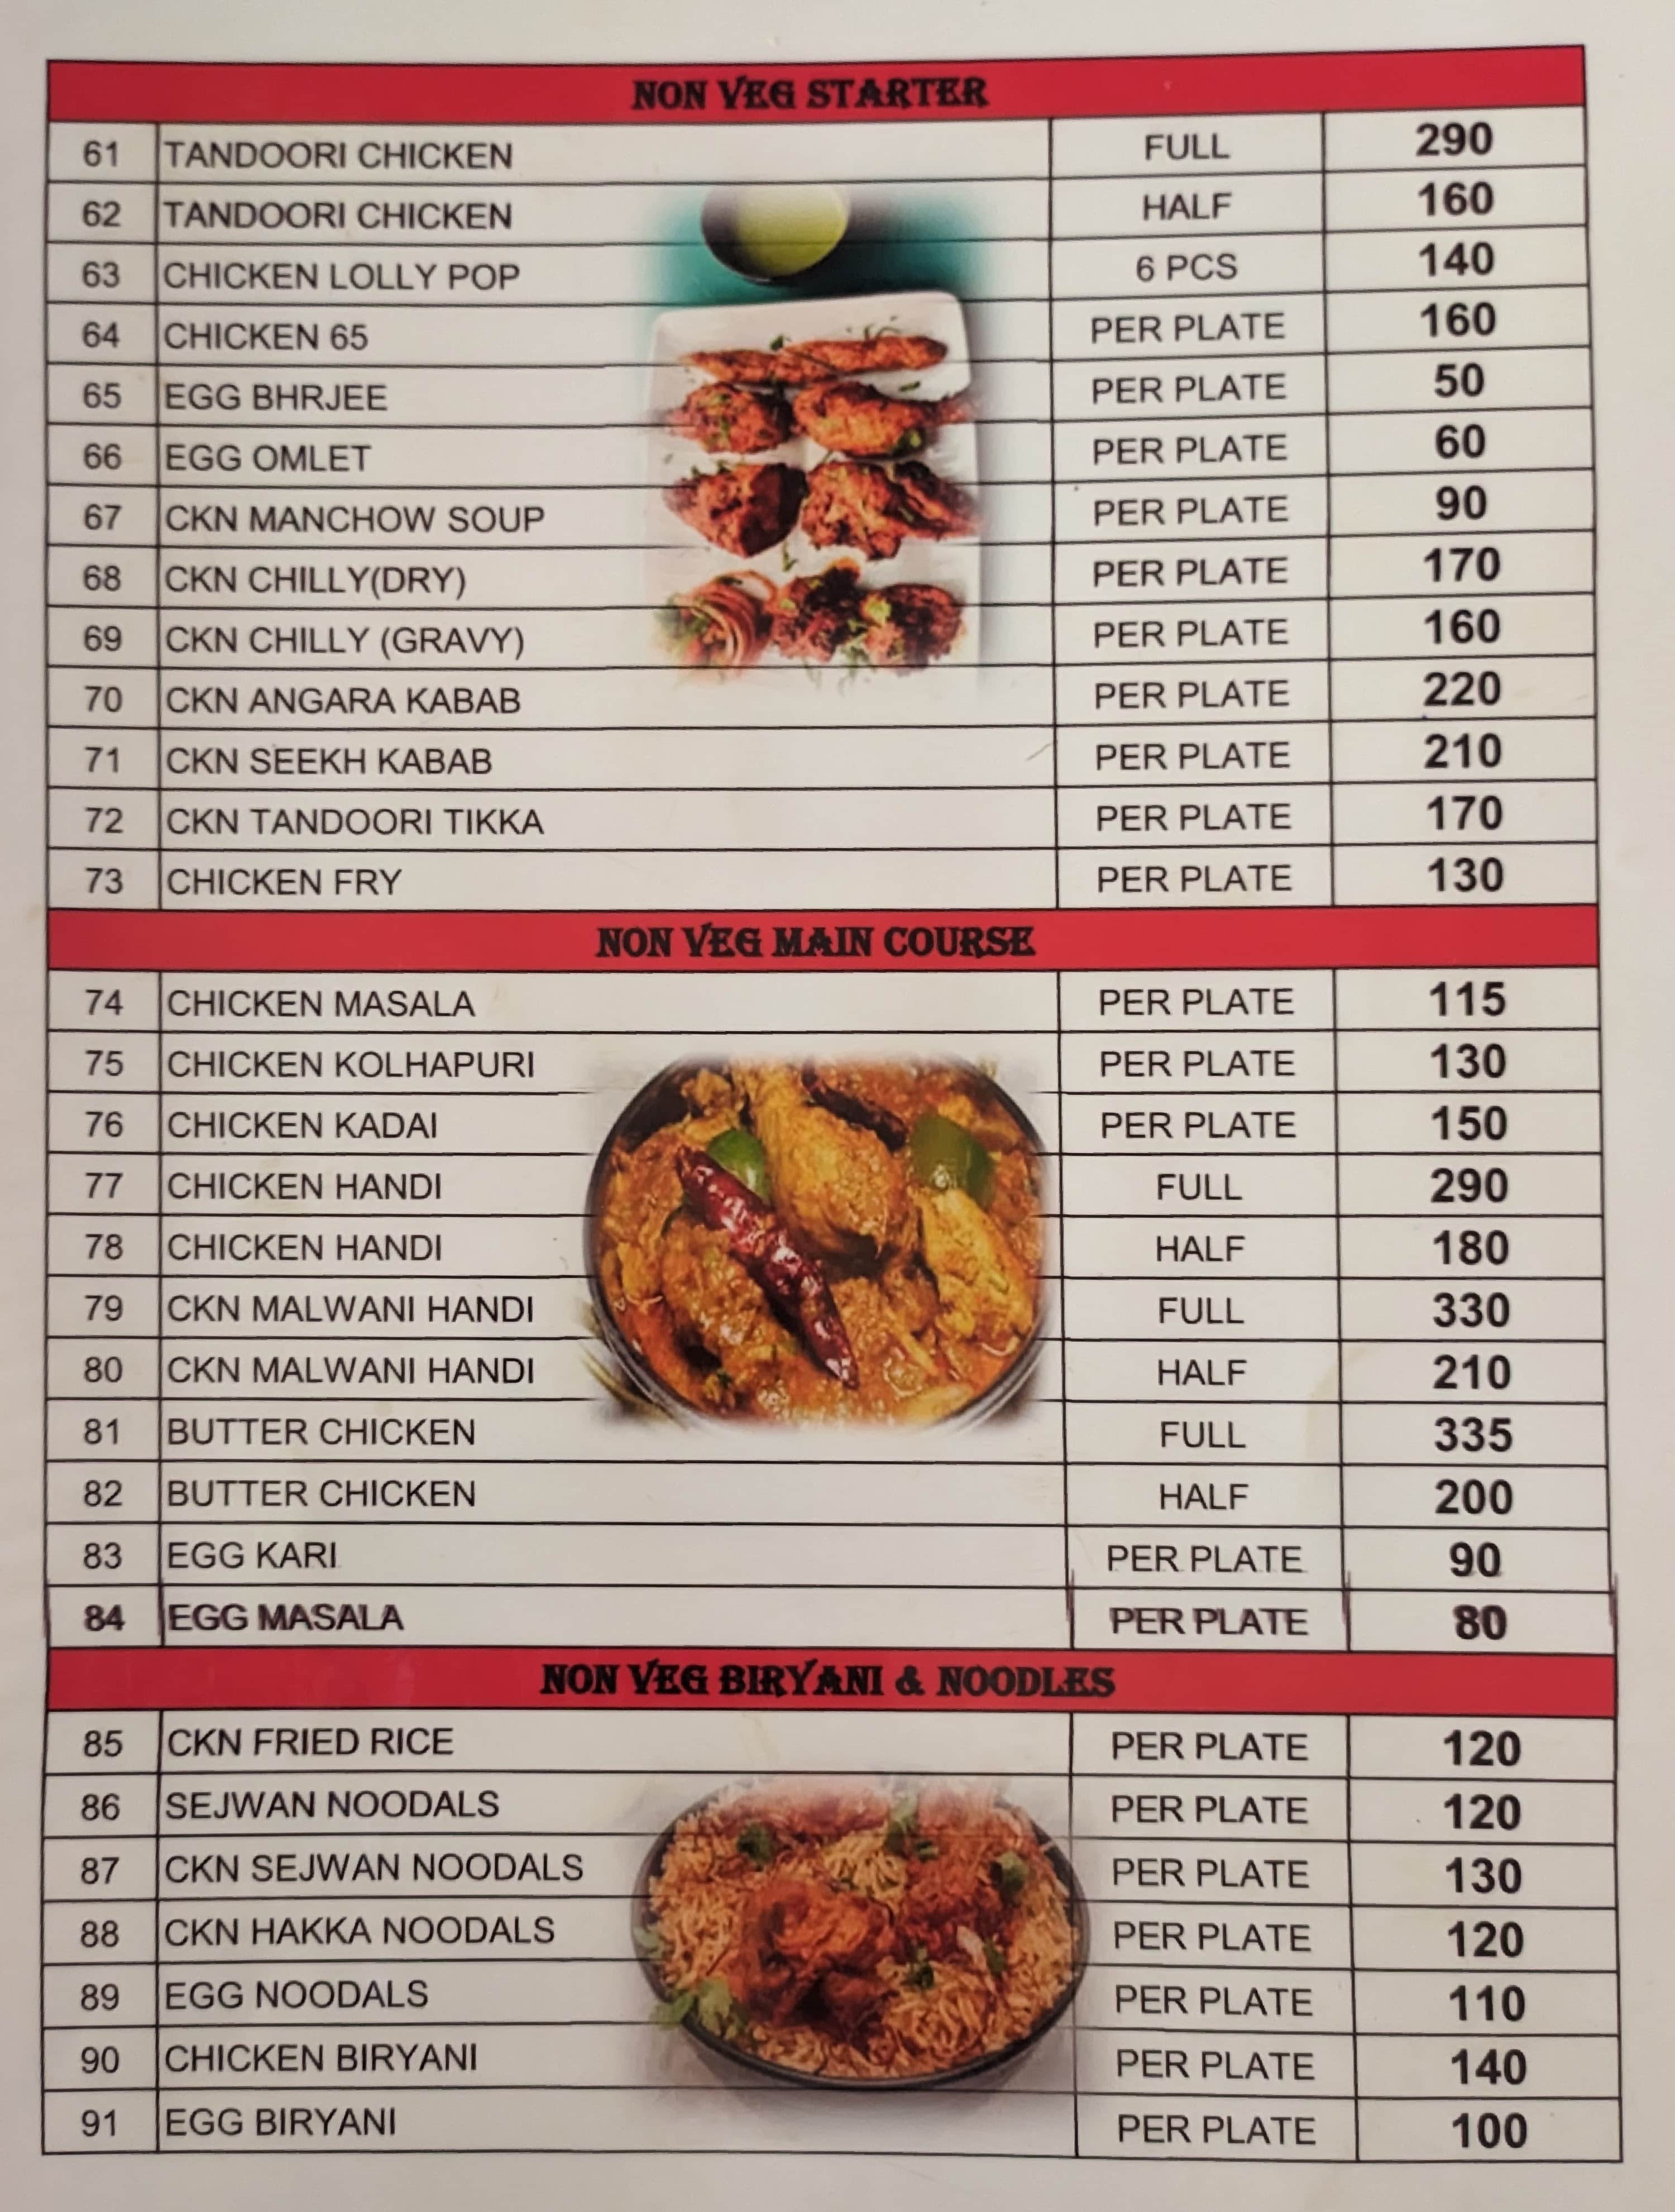 NON VEG STARTER
61 TANDOORI CHICKEN FULL 290
62 TANDOORI CHICKEN HALF 160
63 CHICKEN LOLLY POP 6 PCS 140
64 CHICKEN 65 PER PLATE 160
65 EGG BHRJEE PER PLATE 50
66 EGG OMLET PER PLATE 60
67 CKN MANCHOW SOUP PER PLATE 90
68 CKN CHILLY(DRY) PER PLATE 170
69 CKN CHILLY (GRAVY) PER PLATE 160
70 CKN ANGARA KABAB PER PLATE 220
71 CKN SEEKH KABAB PER PLATE 210
72 CKN TANDOORI TIKKA PER PLATE 170
73 CHICKEN FRY PER PLATE 130
NON VEG MAIN COURSE
74 CHICKEN MASALA PER PLATE 115
75 CHICKEN KOLHAPURI PER PLATE 130
76 CHICKEN KADAI PER PLATE 150
77 CHICKEN HANDI FULL 290
78 CHICKEN HANDI HALF 180
79 CKN MALWANI HANDI FULL 330
80 CKN MALWANI HANDI HALF 210
81 BUTTER CHICKEN FULL 335
82 BUTTER CHICKEN HALF 200
83 EGG KARI PER PLATE 90
84 EGG MASALA PER PLATE 80
NON VEG BIRYANI & NOODLES
85 CKN FRIED RICE PER PLATE 120
86 SEJWAN NOODALS PER PLATE 120
87 CKN SEJWAN NOODALS PER PLATE 130
88 CKN HAKKA NOODALS PER PLATE 120
89 EGG NOODALS PER PLATE 110
90 CHICKEN BIRYANI PER PLATE 140
91 EGG BIRYANI PER PLATE 100